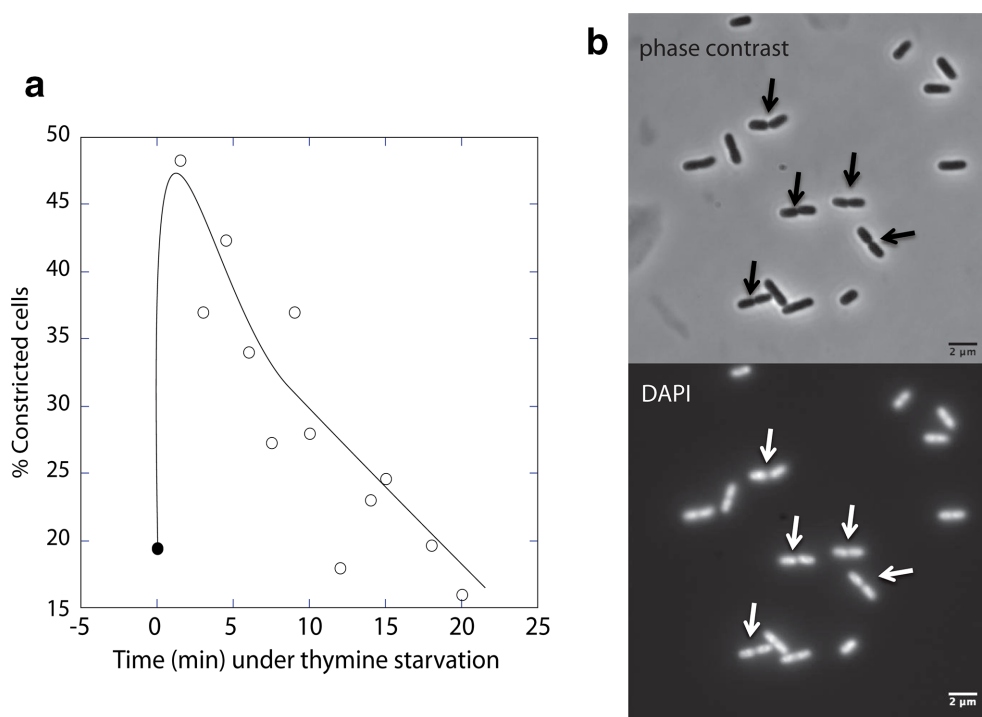 a
50
45
40
35
30
25
20
15
-5
0
5
10
15
20
25
% Constricted cells
Time (min) under thymine starvation
b
phase contrast
2 µm
DAPI
2 µm